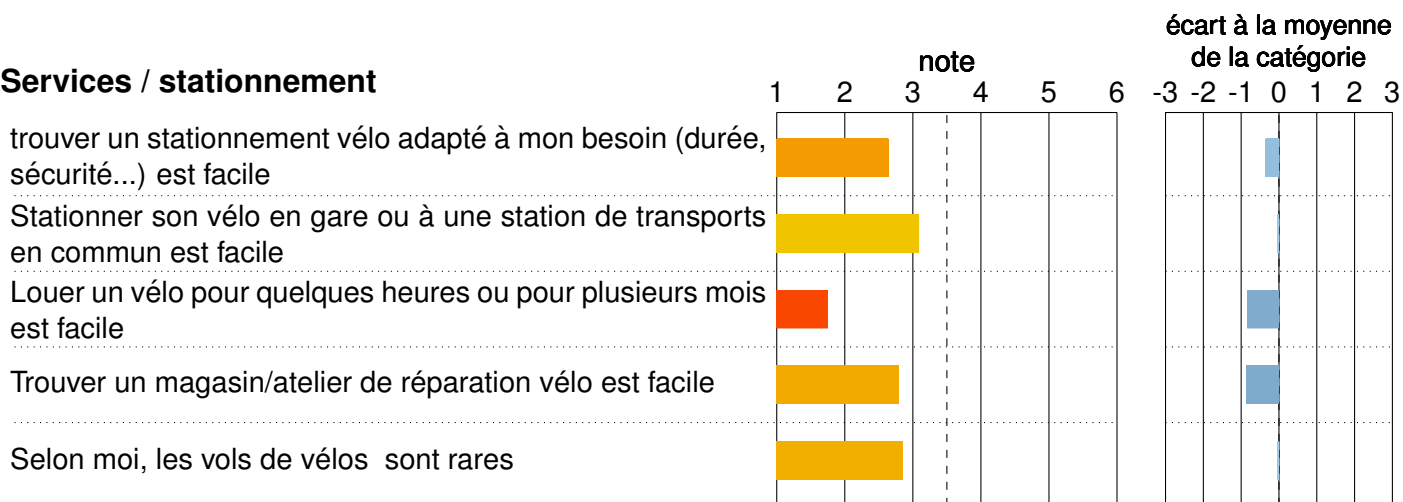 écart à la moyenne
note de la catégorie
Services / stationnement
1 2 3 4 5 6 -3 -2 -1 0 1 2 3
trouver un stationnement vélo adapté à mon besoin (durée,
sécurité...) est facile
Stationner son vélo en gare ou à une station de transports
en commun est facile
Louer un vélo pour quelques heures ou pour plusieurs mois
est facile
Trouver un magasin/atelier de réparation vélo est facile
Selon moi, les vols de vélos sont rares